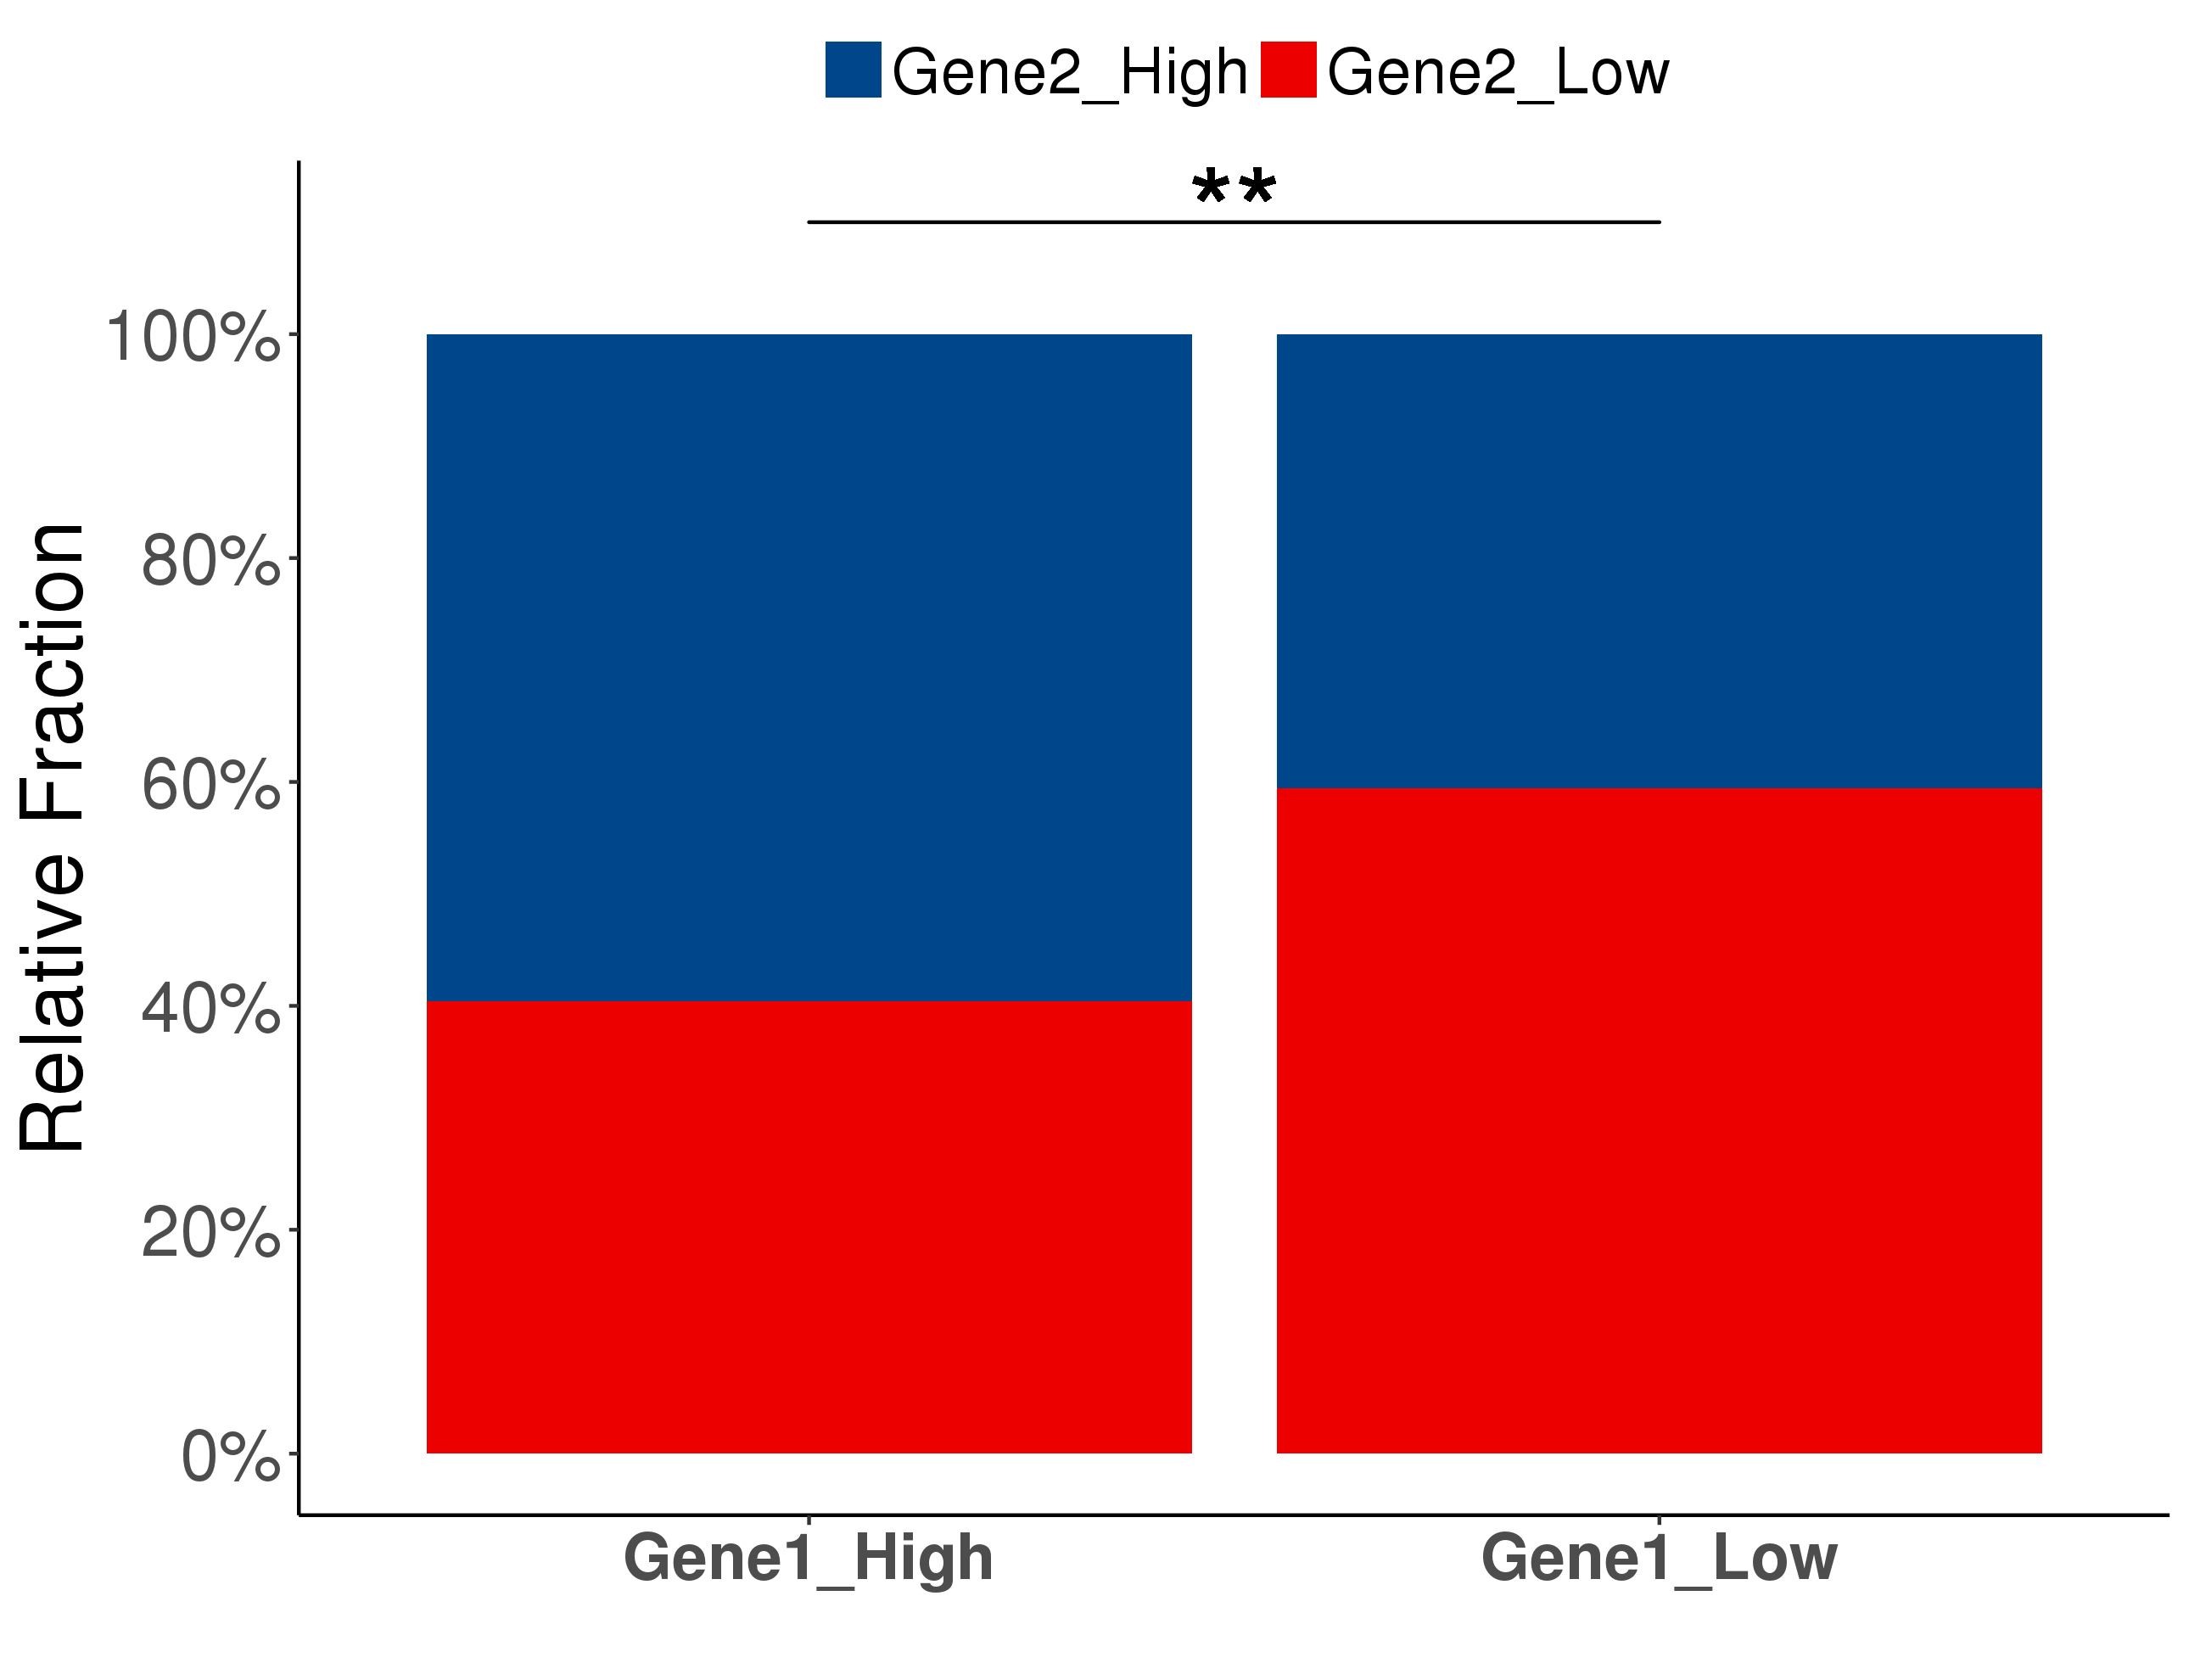 Gene2_High Gene2_Low
**
100%
80%
60%
40%
20%
0%
Relative Fraction
Gene1_High Gene1_Low